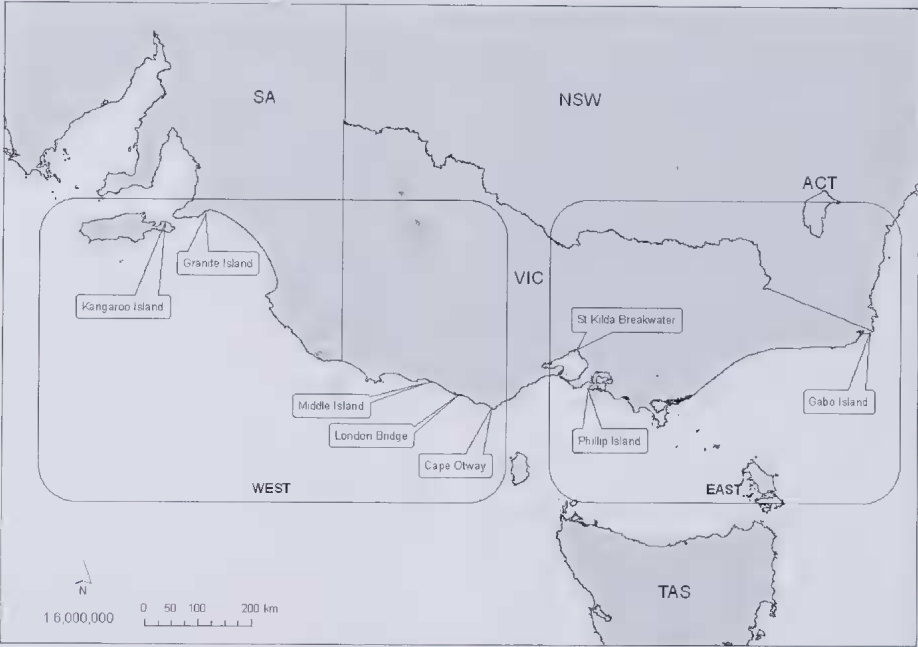 SA
NSW
ACT
Granite Island
VIC
Kangaroo Island
St Kilda Breakwater
Middle Island
Gabo Island
London Bridge
Phillip Island
Cape Otway
WEST
EAST
N
TAS
0 50 100 200 km
1 6,000,000